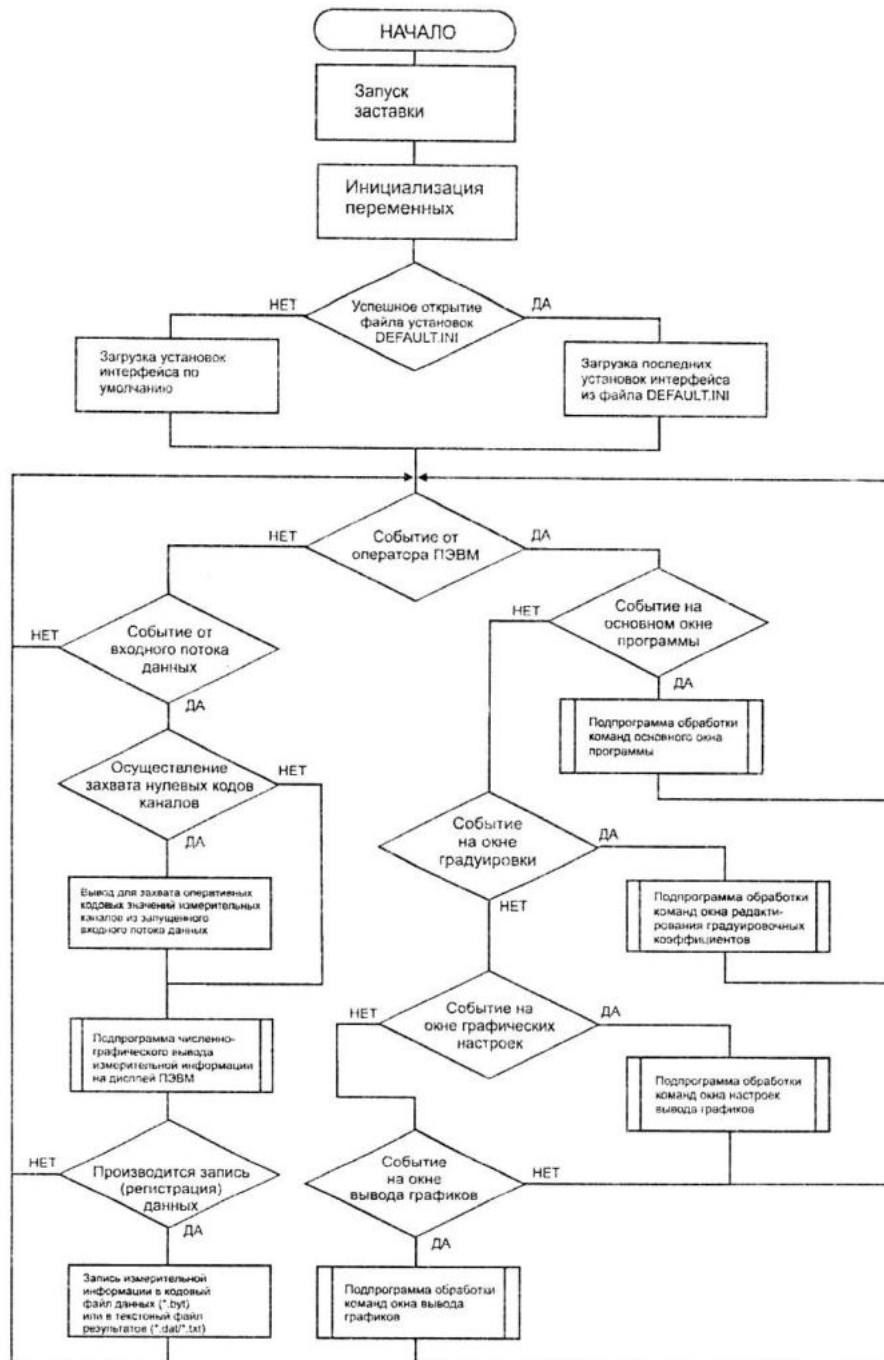 НАЧАЛО
Запуск
заставки
Инициализация
переменных
НЕТ
Успешное открытие
файла установок
DEFAULT.INI
ДА
Загрузка установок
интерфейса по
умолчанию
Загрузка последних
установок интерфейса
из файла DEFAULT.INI
НЕТ
Событие от
оператора ПЭВМ
ДА
НЕТ
Событие от
входного потока
данных
ДА
НЕТ
Событие на
основном окне
программы
ДА
Подпрограмма обработки
команд основного окна
программы
Осуществление
захвата нулевых кодов
каналов
НЕТ
ДА
Событие
на окне
градуировки
ДА
НЕТ
Вывод для захвата оперативных
кодовых значений измерительных
каналов из запущенного
входного потока данных
Подпрограмма обработки
команд окна редакти-
рования градуировочных
коэффициентов
Подпрограмма численно-
графического вывода
измерительной информации
на дисплей ПЭВМ
НЕТ
Событие на
окне графических
настроек
ДА
Подпрограмма обработки
команд окна настроек
вывода графиков
НЕТ
Производится запись
(регистрация)
данных
ДА
Событие
на окне
вывода графиков
НЕТ
ДА
Запись измерительной
информации в кодовый
файл данных (*.byt)
или в текстовый файл
результатов (*.dat/*.txt)
Подпрограмма обработки
команд окна вывода
графиков